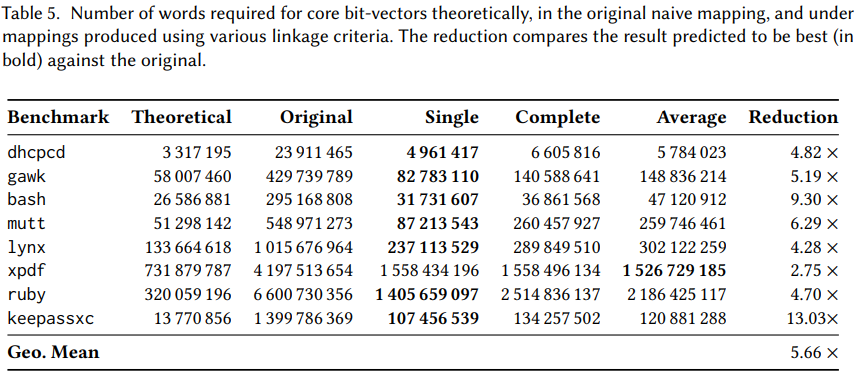 Table 5. Number of words required for core bit-vectors theoretically, in the original naive mapping, and under
mappings produced using various linkage criteria. The reduction compares the result predicted to be best (in
bold) against the original.
Benchmark Theoretical Original Single Complete Average Reduction
dhcpcd 3 317 195 23 911 465 4 961 417 6 605 816 5 784 023 4.82 ×
gawk 58 007 460 429 739 789 82 783 110 140 588 641 148 836 214 5.19 ×
bash 26 586 881 295 168 808 31 731 607 36 861 568 47 120 912 9.30 ×
mutt 51 298 142 548 971 273 87 213 543 260 457 927 259 746 461 6.29 ×
lynx 133 664 618 1 015 676 964 237 113 529 289 849 510 302 122 259 4.28 ×
xpdf 731 879 787 4 197 513 654 1 558 434 196 1 558 496 134 1 526 729 185 2.75 ×
ruby 320 059 196 6 600 730 356 1 405 659 097 2 514 836 137 2 186 425 117 4.70 ×
keepassxc 13 770 856 1 399 786 369 107 456 539 134 257 502 120 881 288 13.03×
Geo. Mean 5.66 ×